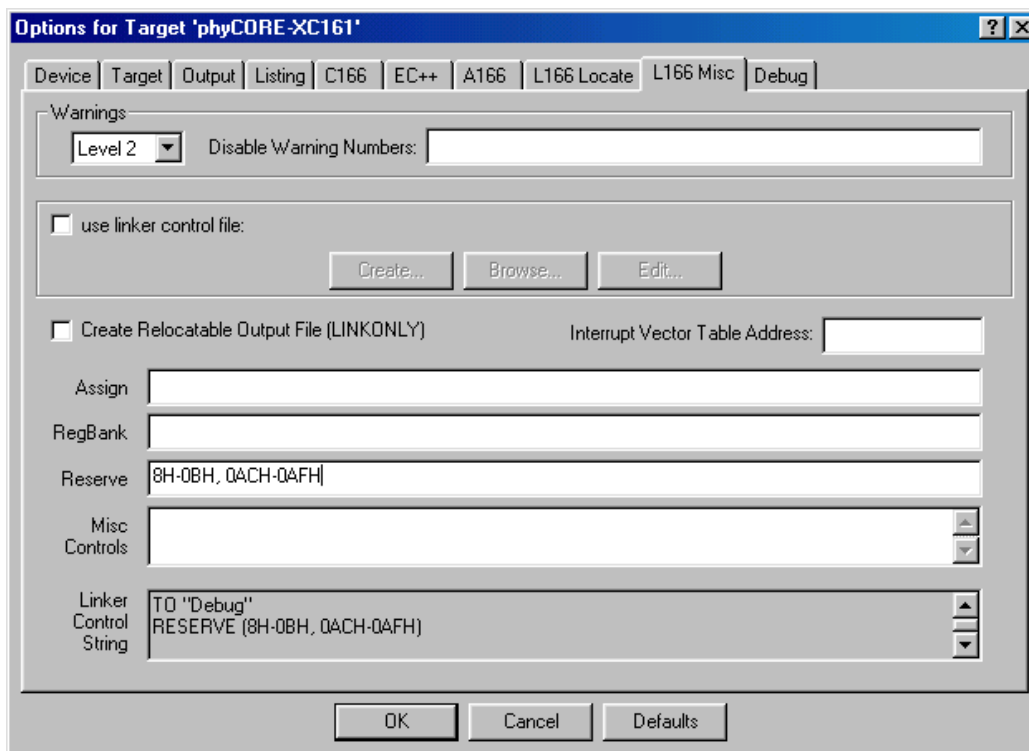 Options for Target 'phyCORE-XC161'
Device Target Output Listing C166 EC++ A166 L166 Locate L166 Misc Debug
Warnings
Level 2 Disable Warning Numbers:
use linker control file:
Create... Browse... Edit...
Create Relocatable Output File (LINKONLY) Interrupt Vector Table Address:
Assign
RegBank
Reserve 8H-0BH, 0ACH-0AFH
Misc
Controls
Linker
Control
String
TO "Debug"
RESERVE (8H-0BH, 0ACH-0AFH)
OK Cancel Defaults